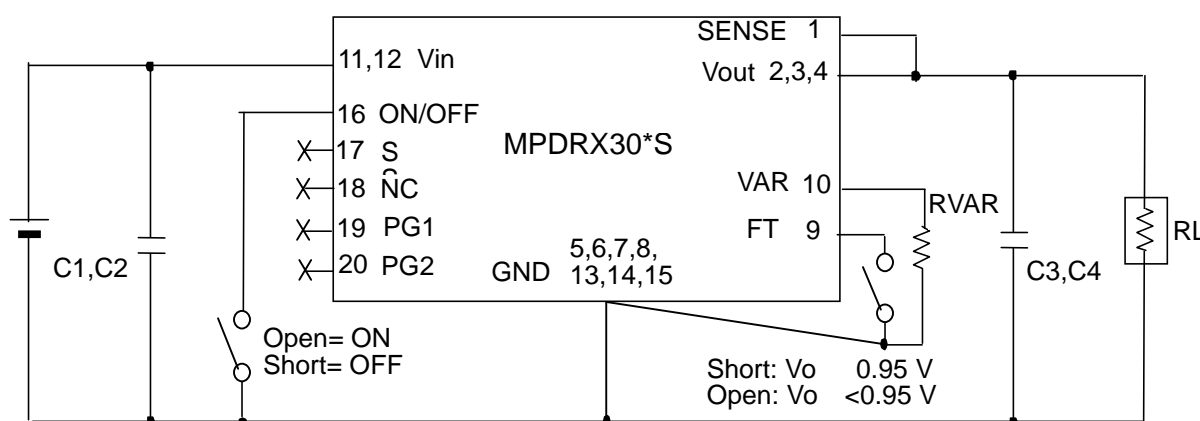 SENSE 1
11,12 Vin
Vout 2,3,4
16 ON/OFF
17 S
MPDRX30*S
18 NC
VAR 10
RVAR
19 PG1
FT 9
RL
20 PG2
GND 5,6,7,8,
13,14,15
C1,C2
C3,C4
Open= ON
Short= OFF
Short: Vo 0.95 V
Open: Vo <0.95 V